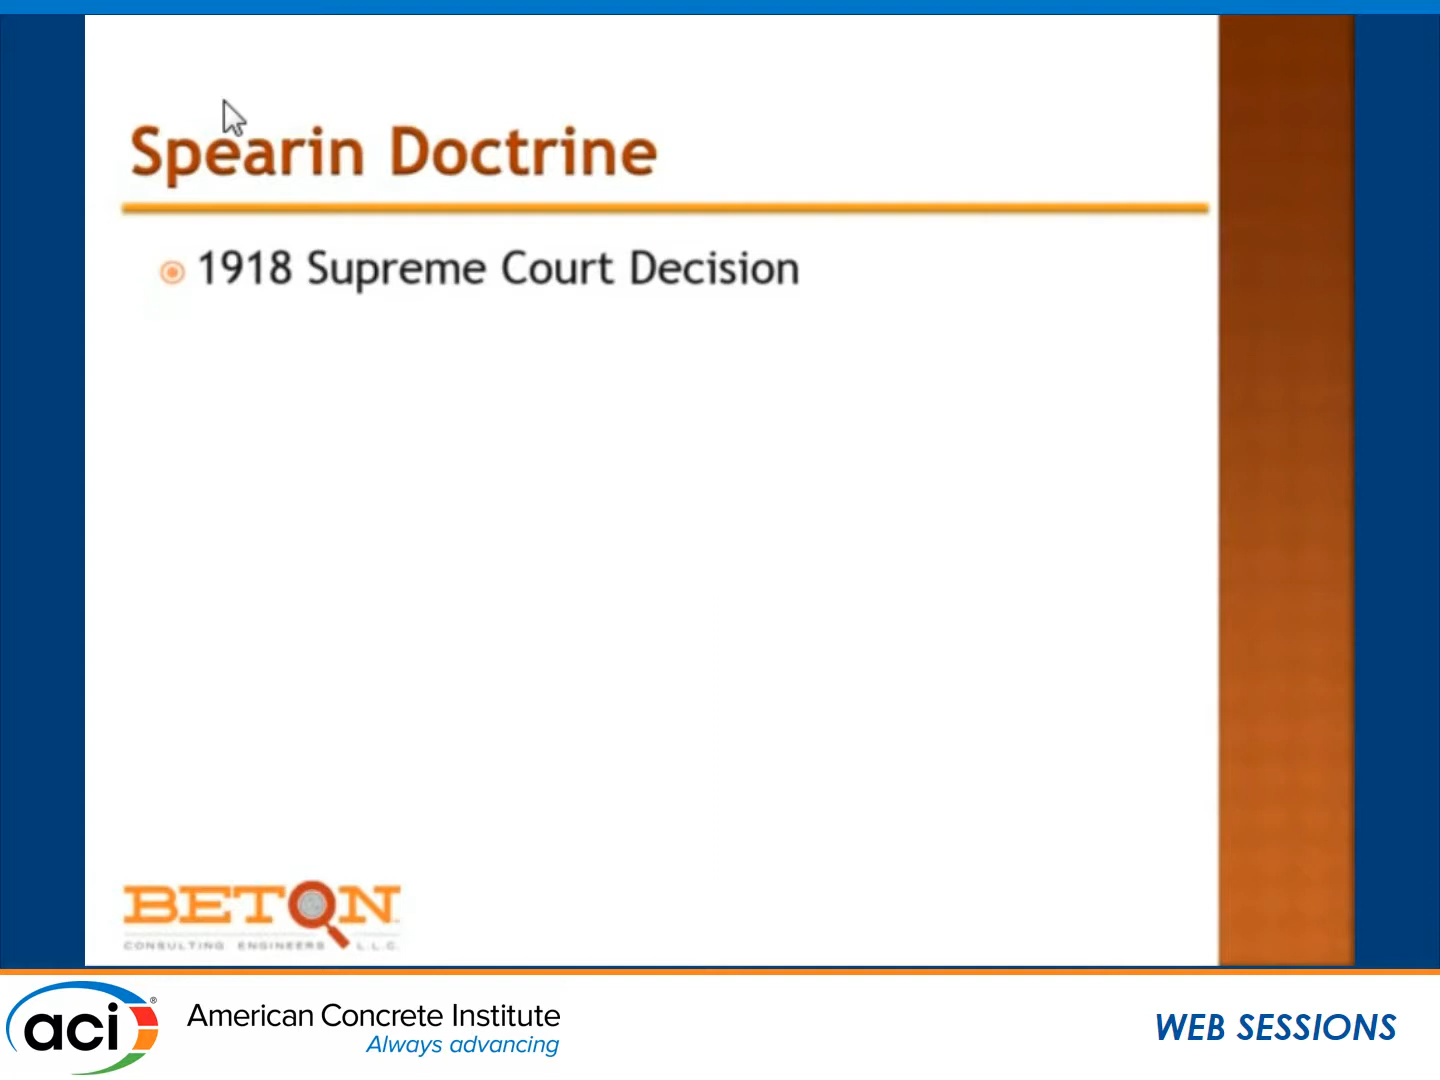 Spearin Doctrine
1918 Supreme Court Decision
BETON
CONSULTING ENGINEERS L.L.C.
aci®
American Concrete Institute
Always advancing
WEB SESSIONS